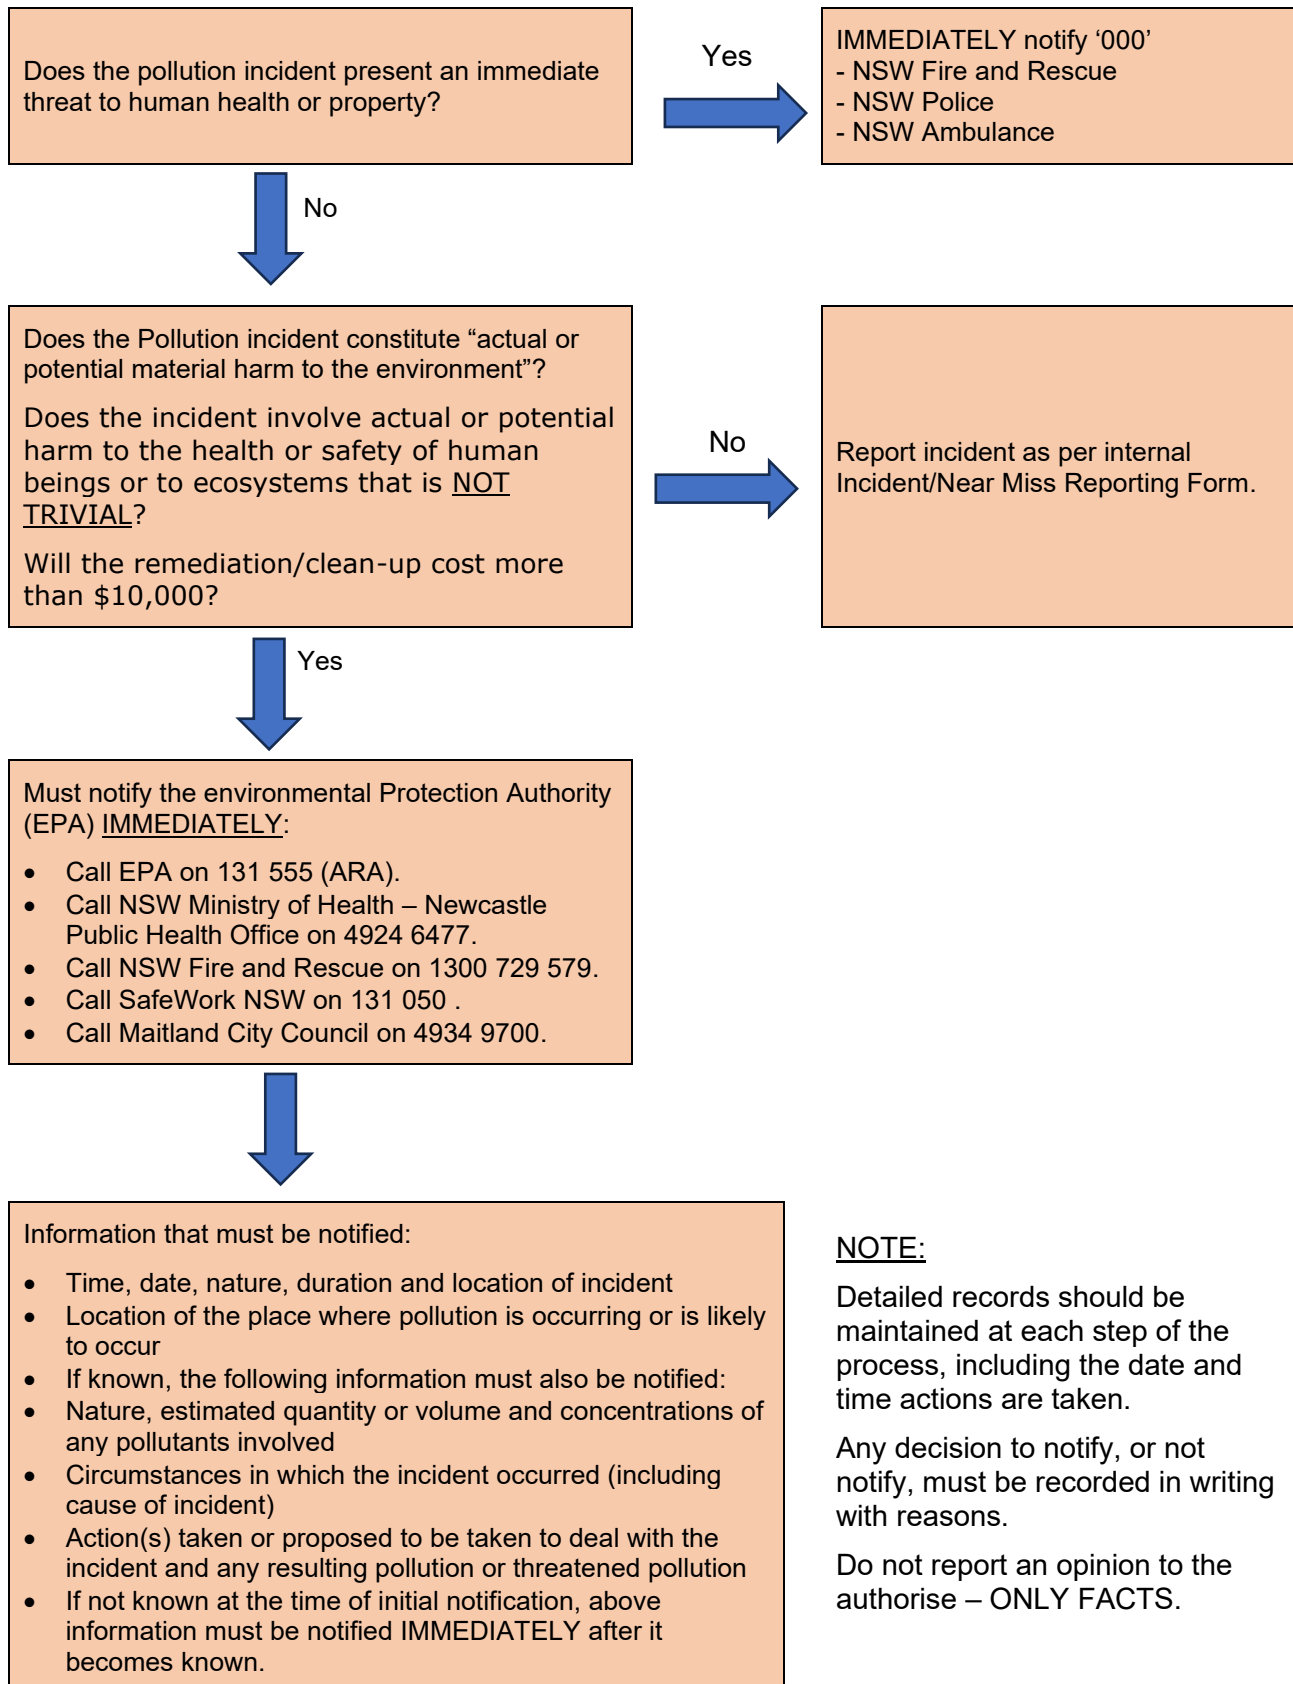 Does the pollution incident present an immediate
threat to human health or property?
Yes
IMMEDIATELY notify ‘000’
- NSW Fire and Rescue
- NSW Police
- NSW Ambulance
No
Does the Pollution incident constitute “actual or
potential material harm to the environment”?
Does the incident involve actual or potential
harm to the health or safety of human
beings or to ecosystems that is NOT
TRIVIAL?
Will the remediation/clean-up cost more
than $10,000?
No
Report incident as per internal
Incident/Near Miss Reporting Form.
Yes
Must notify the environmental Protection Authority
(EPA) IMMEDIATELY:
• Call EPA on 131 555 (ARA).
• Call NSW Ministry of Health – Newcastle
Public Health Office on 4924 6477.
• Call NSW Fire and Rescue on 1300 729 579.
• Call SafeWork NSW on 131 050 .
• Call Maitland City Council on 4934 9700.
Information that must be notified:
• Time, date, nature, duration and location of incident
• Location of the place where pollution is occurring or is likely
to occur
• If known, the following information must also be notified:
• Nature, estimated quantity or volume and concentrations of
any pollutants involved
• Circumstances in which the incident occurred (including
cause of incident)
• Action(s) taken or proposed to be taken to deal with the
incident and any resulting pollution or threatened pollution
• If not known at the time of initial notification, above
information must be notified IMMEDIATELY after it
becomes known.
NOTE:
Detailed records should be
maintained at each step of the
process, including the date and
time actions are taken.
Any decision to notify, or not
notify, must be recorded in writing
with reasons.
Do not report an opinion to the
authorise – ONLY FACTS.